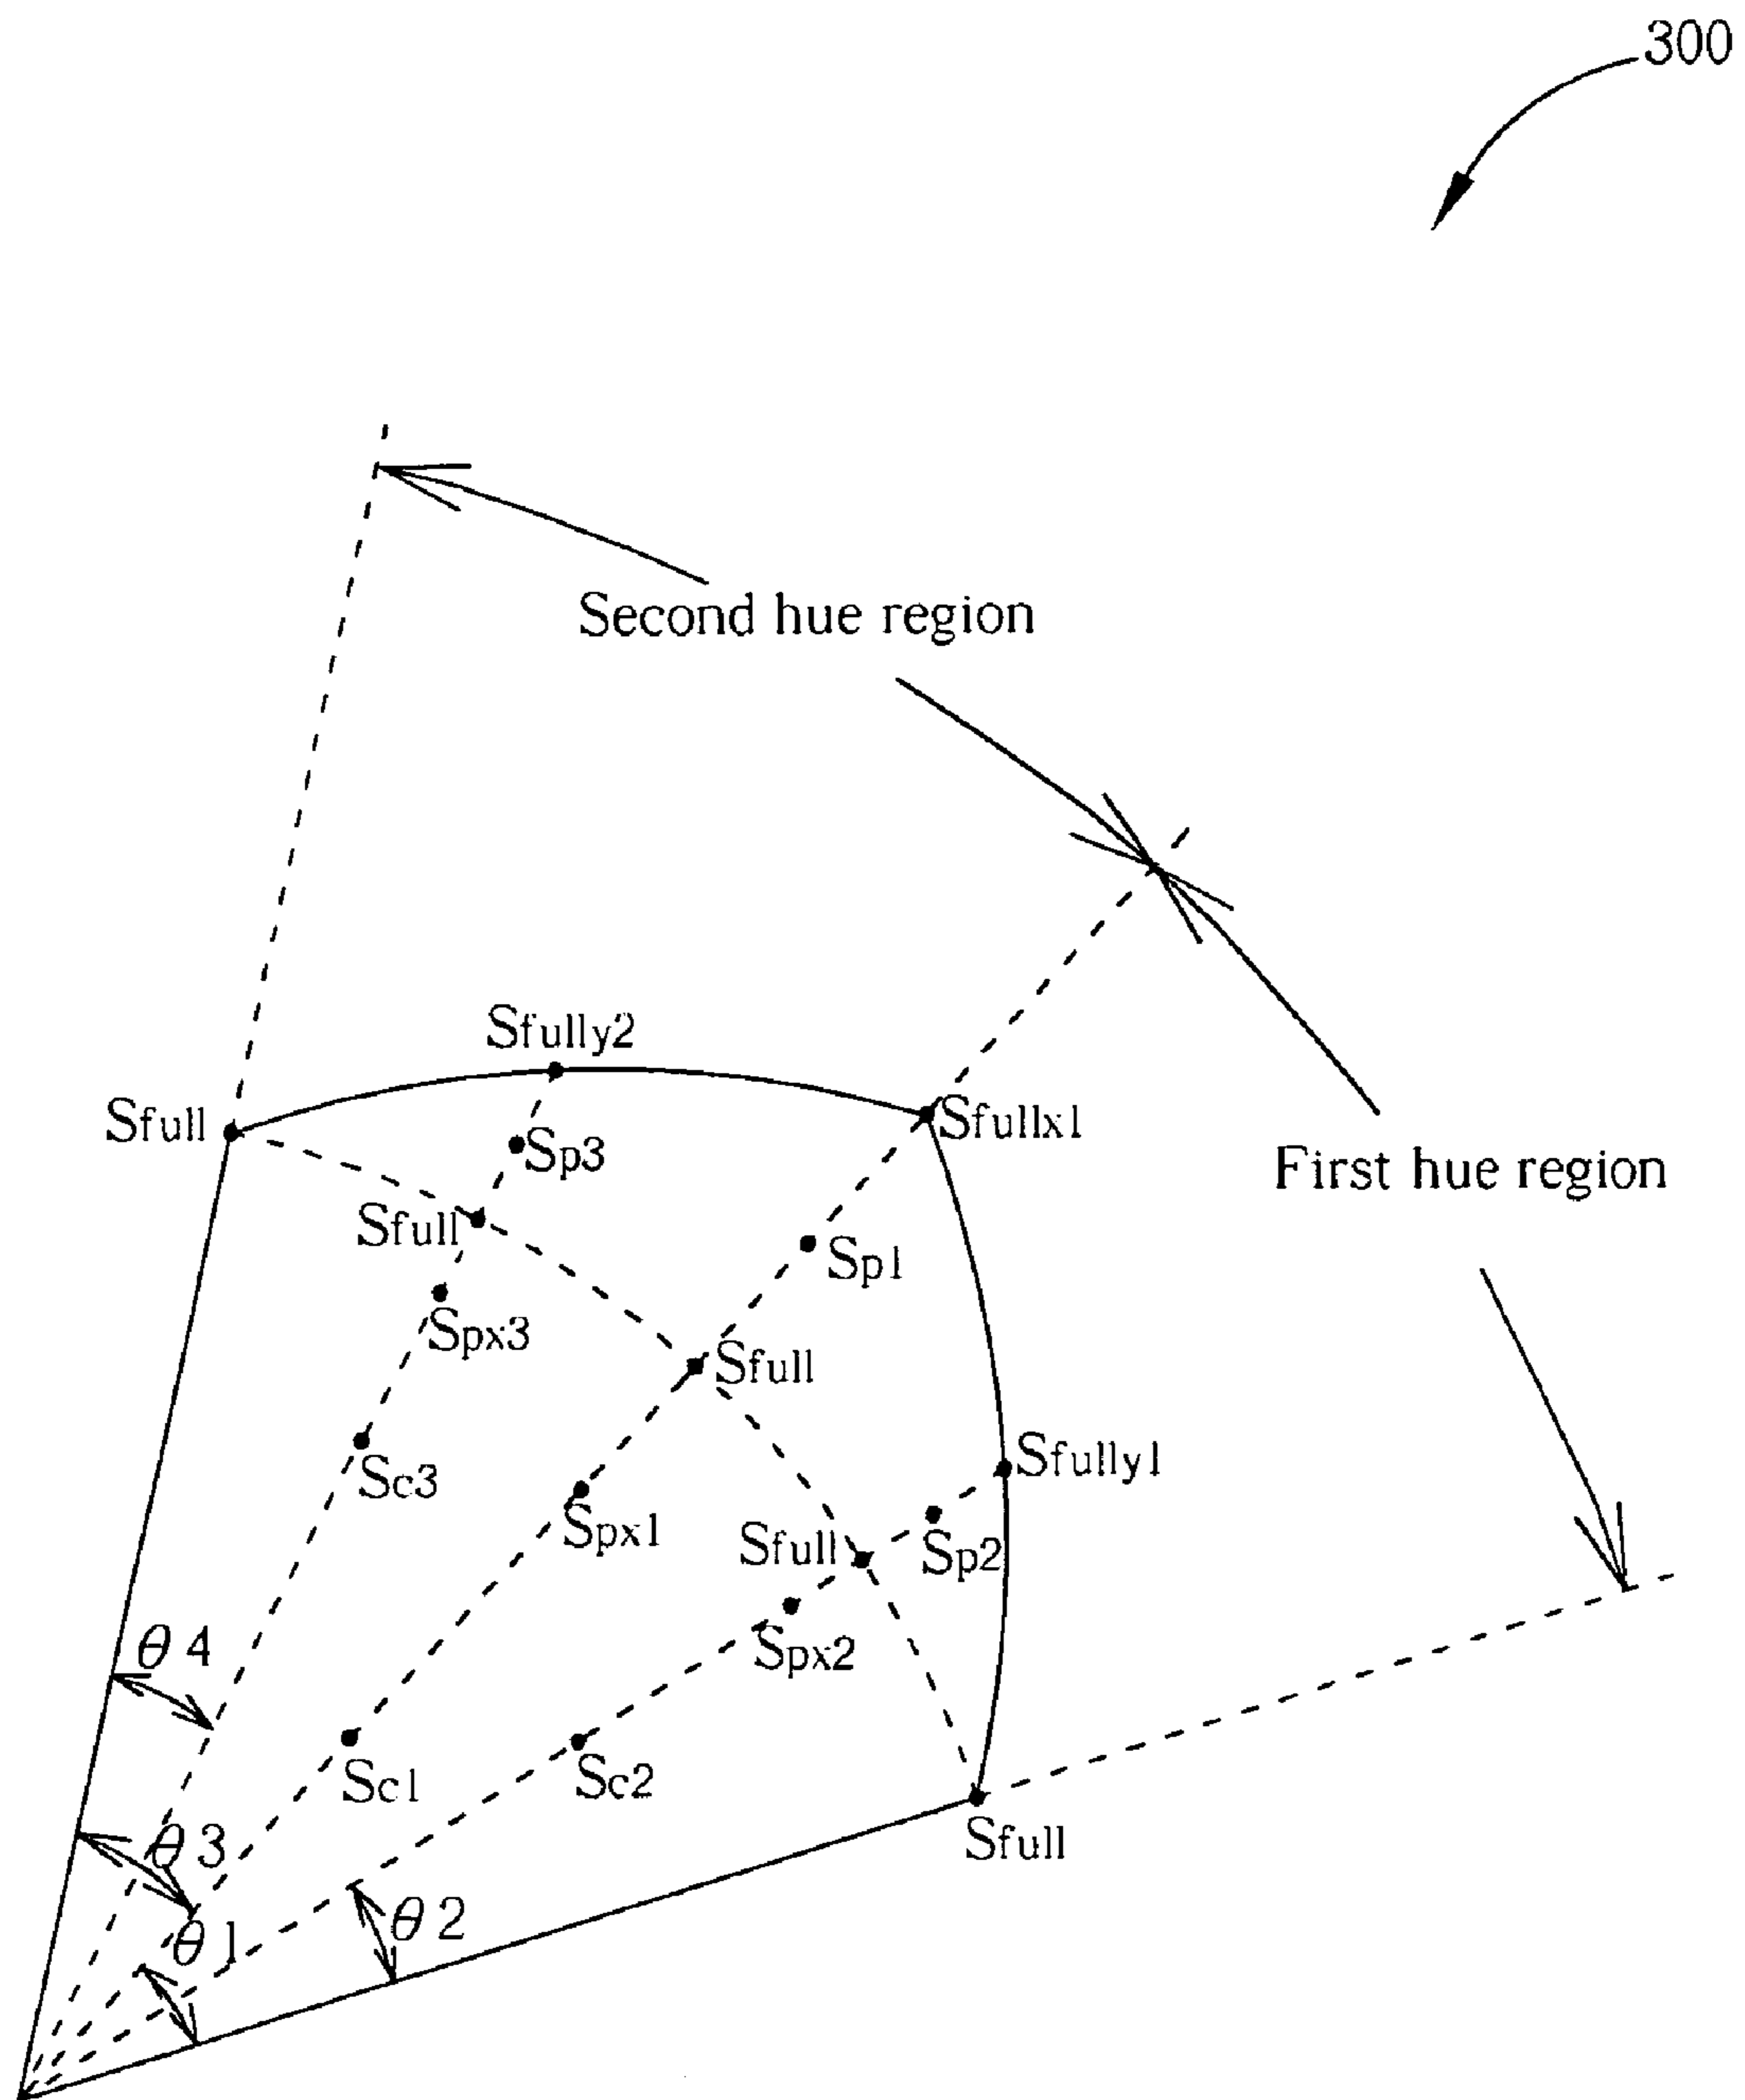 300
Second hue region
Sfully2
Sfull
Sfullx1
Sp3
First hue region
Sfull
Sp1
Spx3
Sfull
Sc3
Sfully1
Spx1
Sfull
Sp2
θ4
Spx2
Sc1
Sc2
θ3
Sfull
θ2
θ1